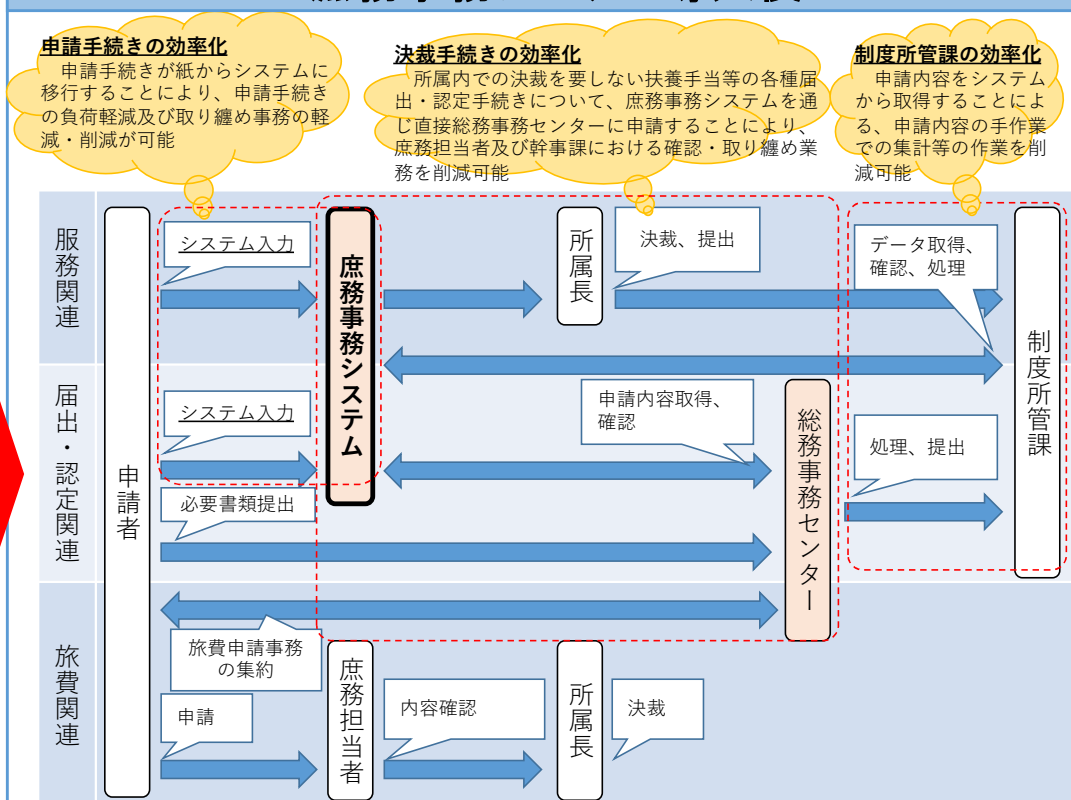 申請手続きの効率化
申請手続きが紙からシステムに
移行することにより、申請手続き
の負荷軽減及び取り纏め事務の軽
減・削減が可能
決裁手続きの効率化
所属内での決裁を要しない扶養手当等の各種届
出・認定手続きについて、庶務事務システムを通
じ直接総務事務センターに申請することにより、
庶務担当者及び幹事課における確認・取り纏め業
務を削減可能
制度所管課の効率化
申請内容をシステム
から取得することによ
る、申請内容の手作業
での集計等の作業を削
減可能
服務関連
申請者
システム入力
庶務事務システム
所属長
決裁、提出
データ取得、
確認、処理
制度所管課
届出・認定関連
システム入力
申請内容取得、
確認
総務事務センター
処理、提出
必要書類提出
旅費関連
旅費申請事務
の集約
申請
庶務担当者
内容確認
所属長
決裁